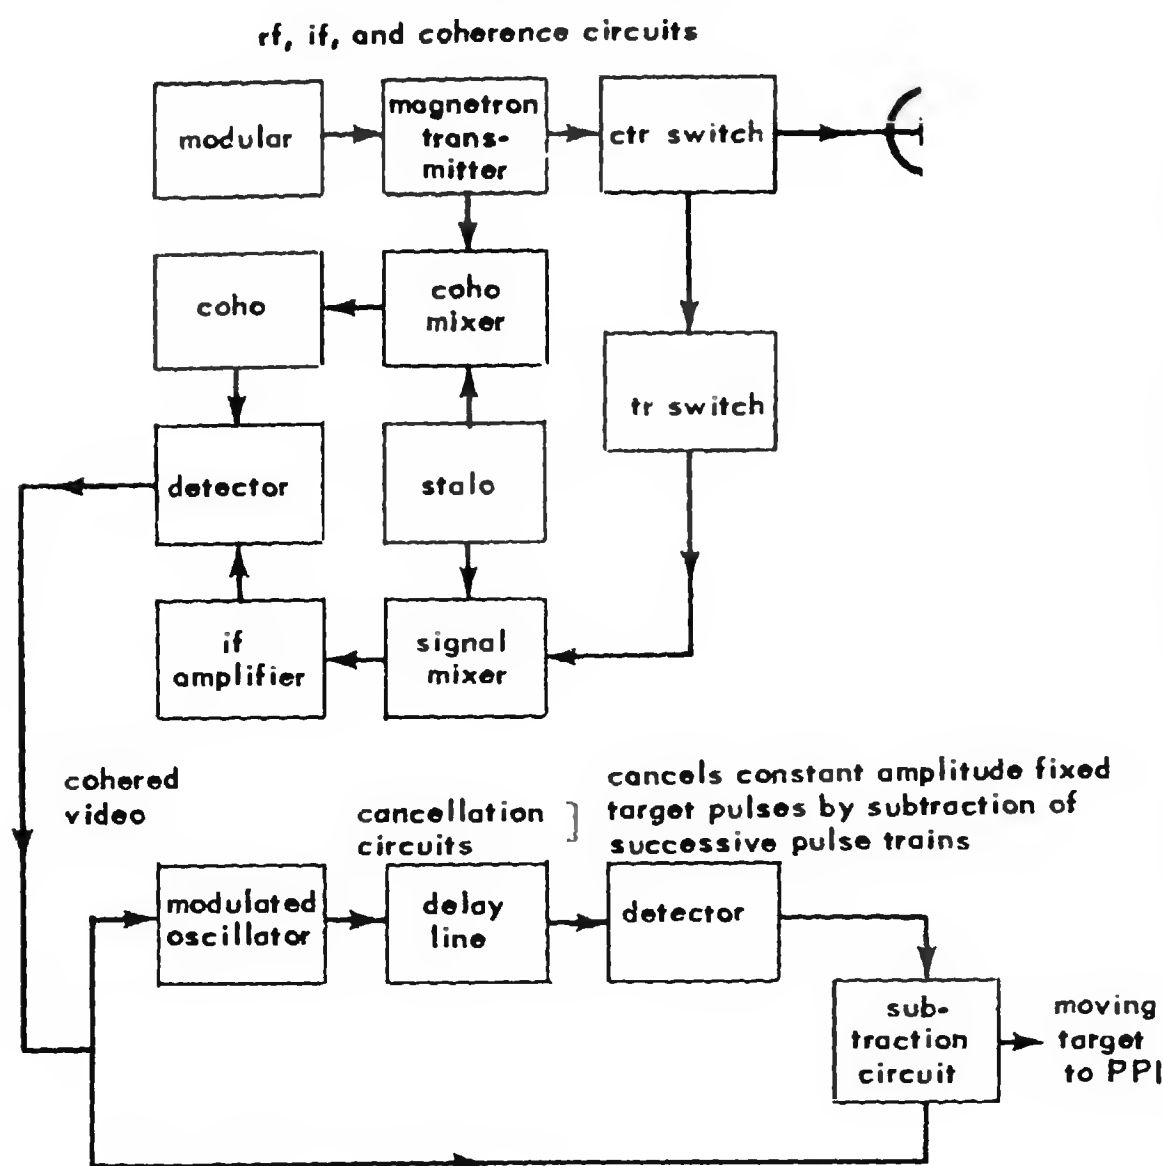 rf, if, and coherence circuits
modular
magnetron
trans-
mitter
ctr switch
coho
coho
mixer
tr switch
detector
stalo
if
amplifier
signal
mixer
cohered
video
cancellation
circuits
cancels constant amplitude fixed
target pulses by subtraction of
successive pulse trains
modulated
oscillator
delay
line
detector
sub-
traction
circuit
moving
target
to PPI